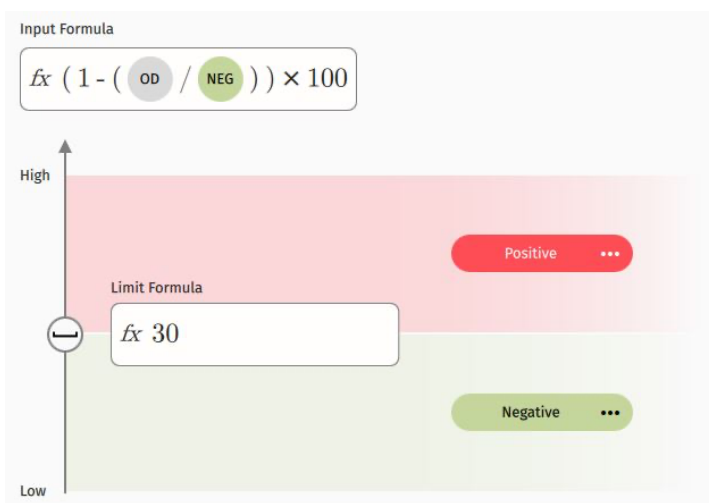 Input Formula
fx ( 1 - ( OD / NEG ) ) × 100
High
Positive •••
Limit Formula
fx 30
Negative •••
Low